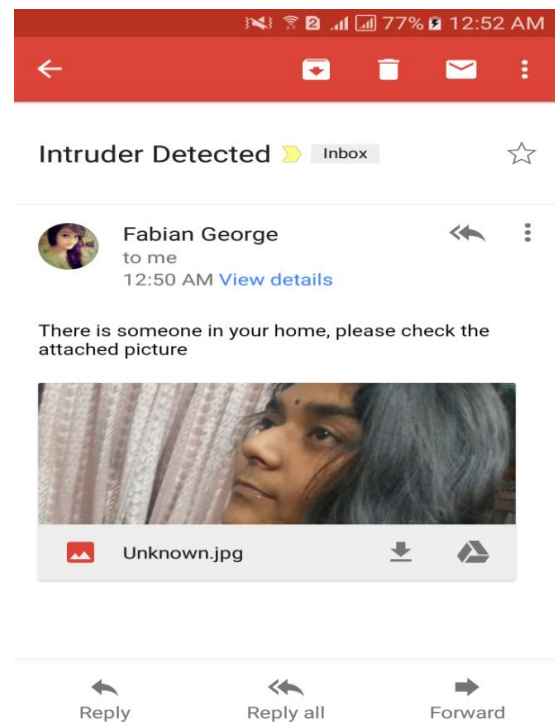 2 77% 12:52 AM
Intruder Detected Inbox
Fabian George
to me
12:50 AM View details
There is someone in your home, please check the
attached picture
Unknown.jpg
Reply Reply all Forward